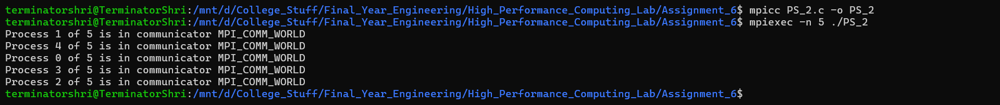 terminatorshri@TerminatorShri:/mnt/d/College_Stuff/Final_Year_Engineering/High_Performance_Computing_Lab/Assignment_6$ mpicc PS_2.c -o PS_2
terminatorshri@TerminatorShri:/mnt/d/College_Stuff/Final_Year_Engineering/High_Performance_Computing_Lab/Assignment_6$ mpiexec -n 5 ./PS_2
Process 1 of 5 is in communicator MPI_COMM_WORLD
Process 4 of 5 is in communicator MPI_COMM_WORLD
Process 0 of 5 is in communicator MPI_COMM_WORLD
Process 3 of 5 is in communicator MPI_COMM_WORLD
Process 2 of 5 is in communicator MPI_COMM_WORLD
terminatorshri@TerminatorShri:/mnt/d/College_Stuff/Final_Year_Engineering/High_Performance_Computing_Lab/Assignment_6$